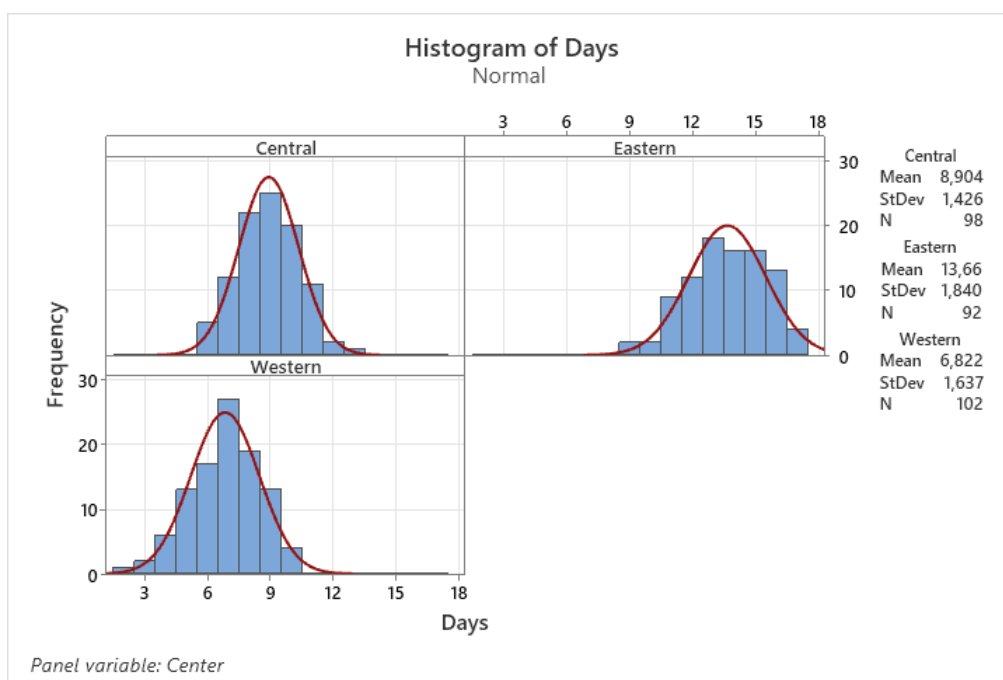 Histogram of Days
Normal
3 6 9 12 15 18
Central Eastern
30
20
10
0
Central
Mean 8,904
StDev 1,426
N 98
Eastern
Mean 13,66
StDev 1,840
N 92
Western
Mean 6,822
StDev 1,637
N 102
Frequency
Western
30
20
10
0
3 6 9 12 15 18
Days
Panel variable: Center